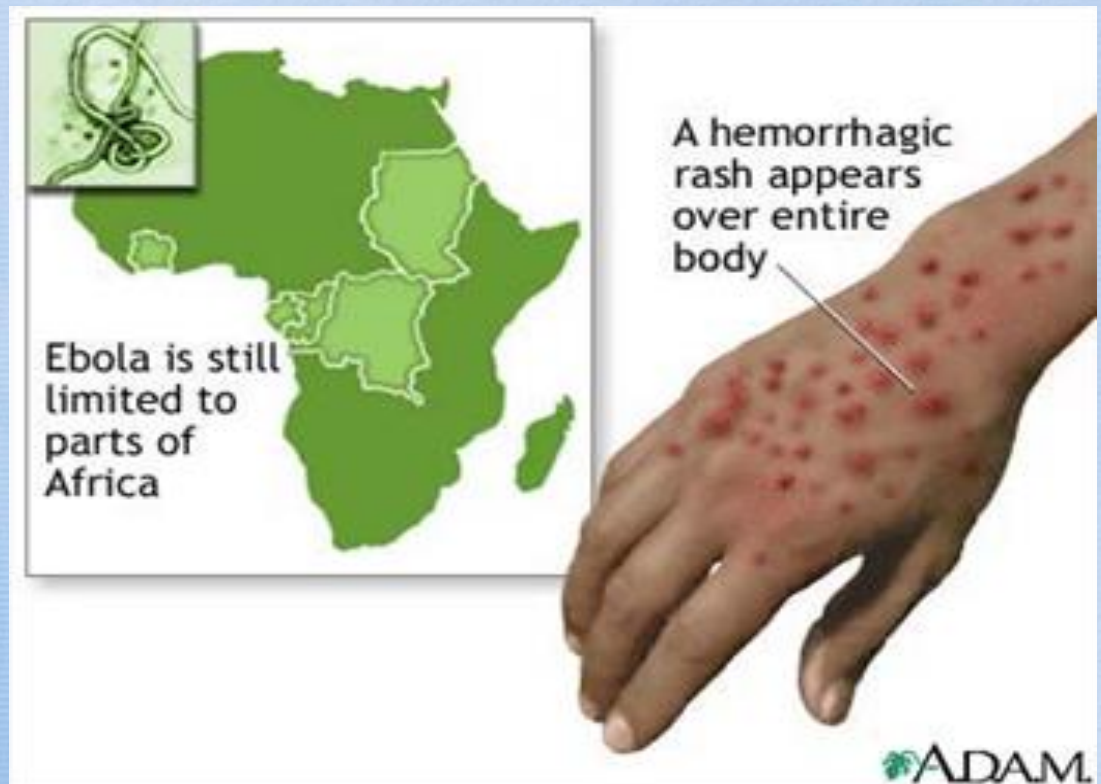 Ebola is still
limited to
parts of
Africa
A hemorrhagic
rash appears
over entire
body
ADAM.